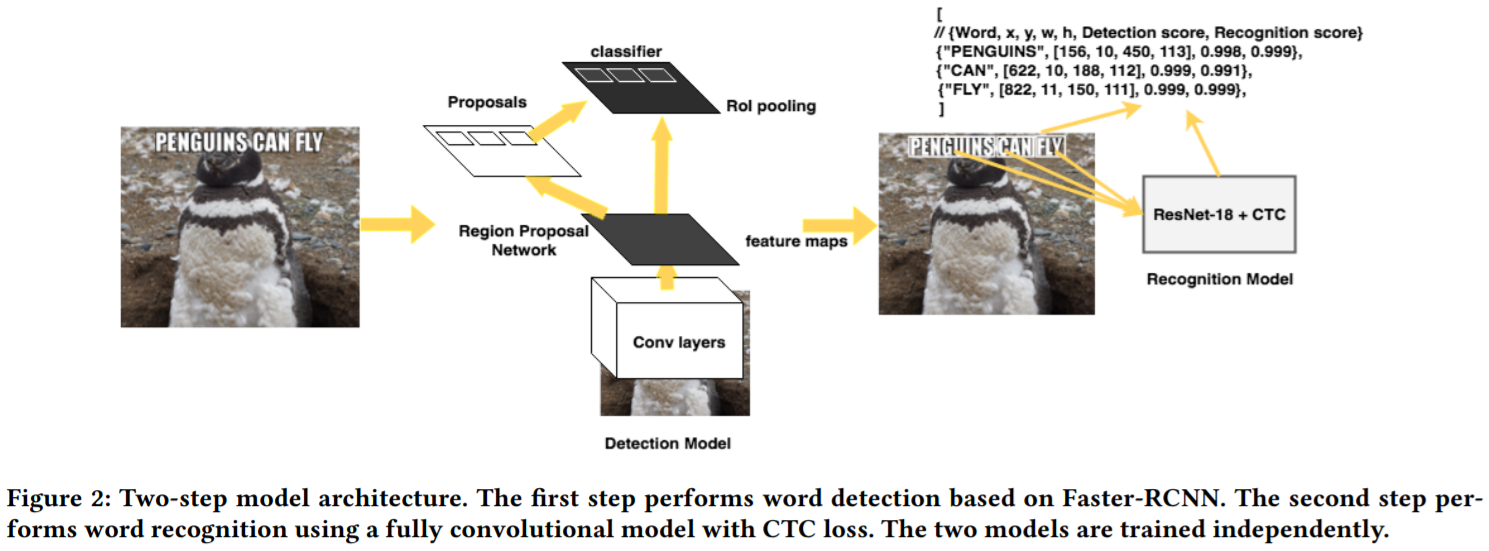 [
// {Word, x, y, w, h, Detection score, Recognition score}
{"PENGUINS", [156, 10, 450, 113], 0.998, 0.999},
{"CAN", [622, 10, 188, 112], 0.999, 0.991},
{"FLY", [822, 11, 150, 111], 0.999, 0.999},
]
classifier
Proposals
RoI pooling
PENGUINS CAN FLY
PENGUINS CAN FLY
Region Proposal
Network
feature maps
ResNet-18 + CTC
Recognition Model
Conv layers
Detection Model
Figure 2: Two-step model architecture. The first step performs word detection based on Faster-RCNN. The second step per-
forms word recognition using a fully convolutional model with CTC loss. The two models are trained independently.